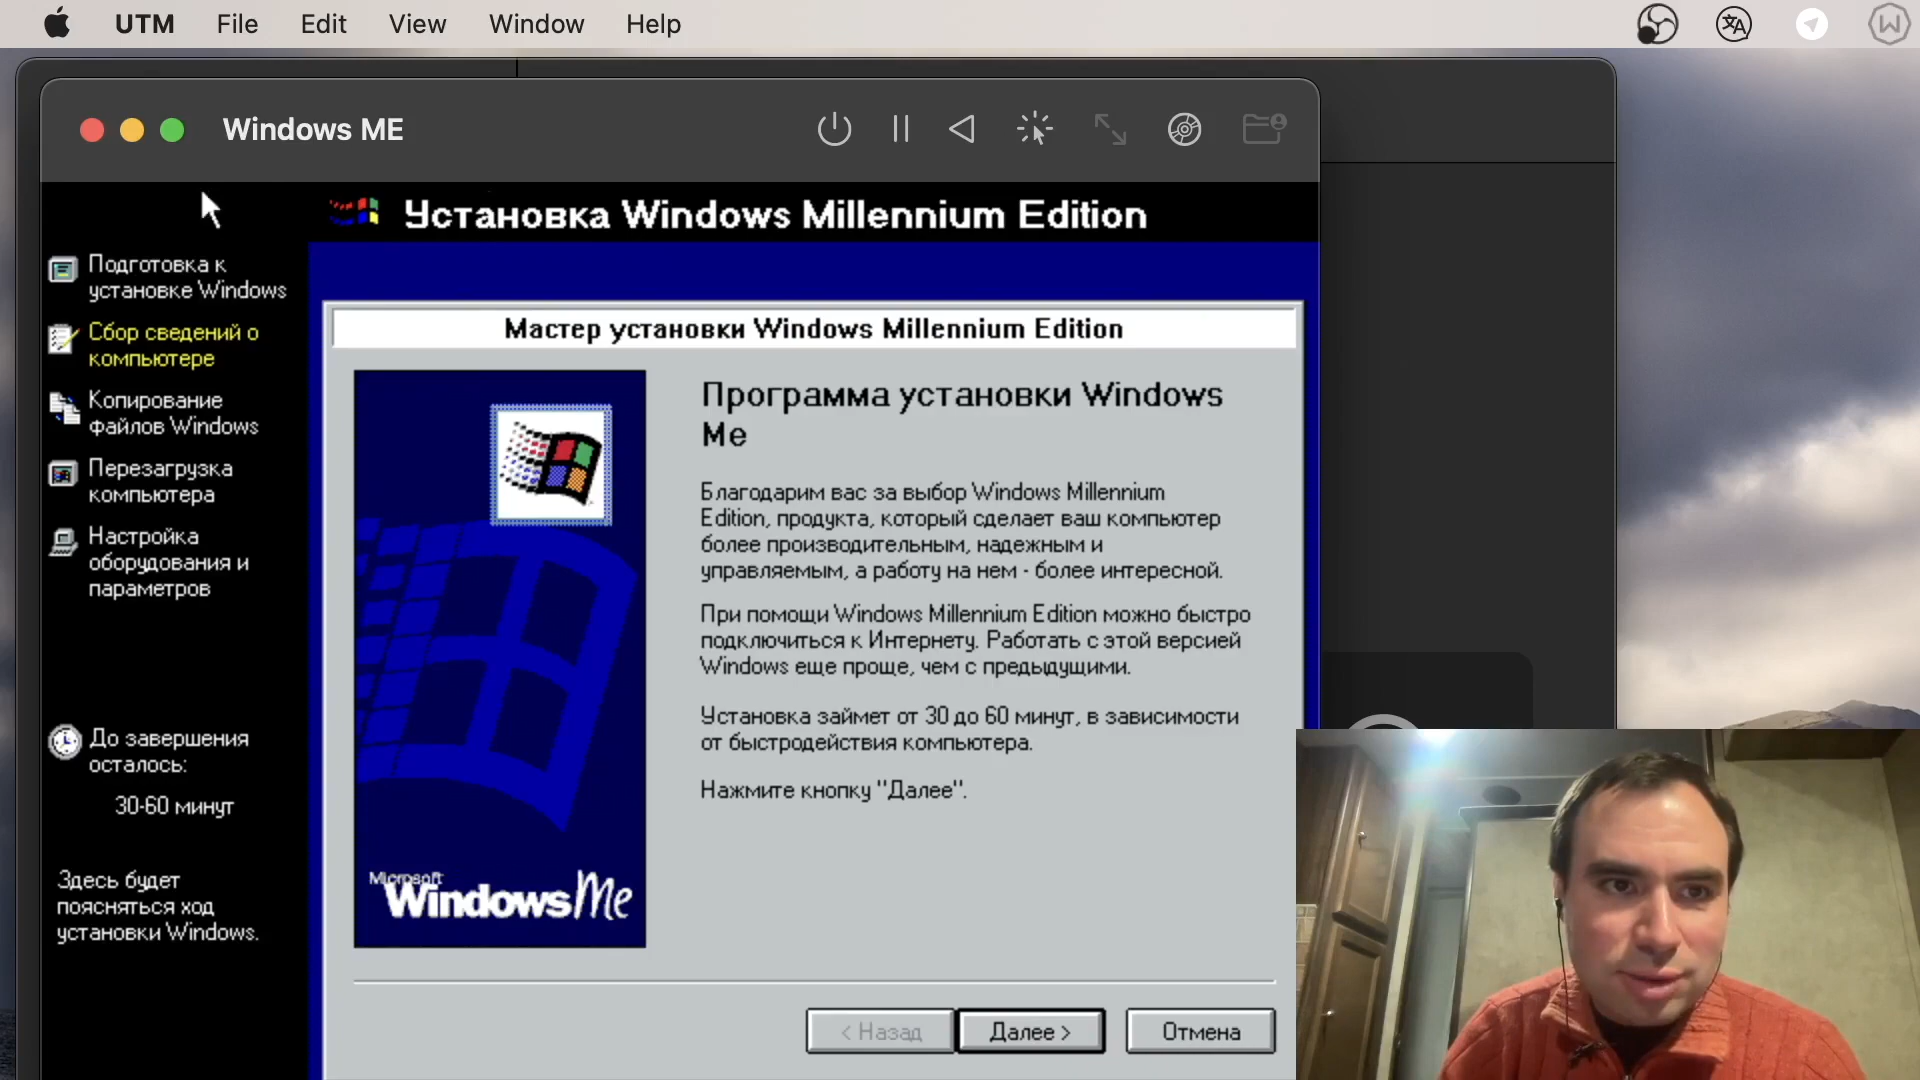 UTM File Edit View Window Help
Windows ME
Установка Windows Millennium Edition
Подготовка к
установке Windows
Сбор сведений о
компьютере
Копирование
файлов Windows
Перезагрузка
компьютера
Настройка
оборудования и
параметров
До завершения
осталось:
30-60 минут
Здесь будет
поясняться ход
установки Windows.
Мастер установки Windows Millennium Edition
Microsoft
Windows Me
Программа установки Windows
Me
Благодарим вас за выбор Windows Millennium
Edition, продукта, который сделает ваш компьютер
более производительным, надежным и
управляемым, а работу на нем - более интересной.
При помощи Windows Millennium Edition можно быстро
подключиться к Интернету. Работать с этой версией
Windows еще проще, чем с предыдущими.
Установка займет от 30 до 60 минут, в зависимости
от быстродействия компьютера.
Нажмите кнопку "Далее".
< Назад
Далее >
Отмена